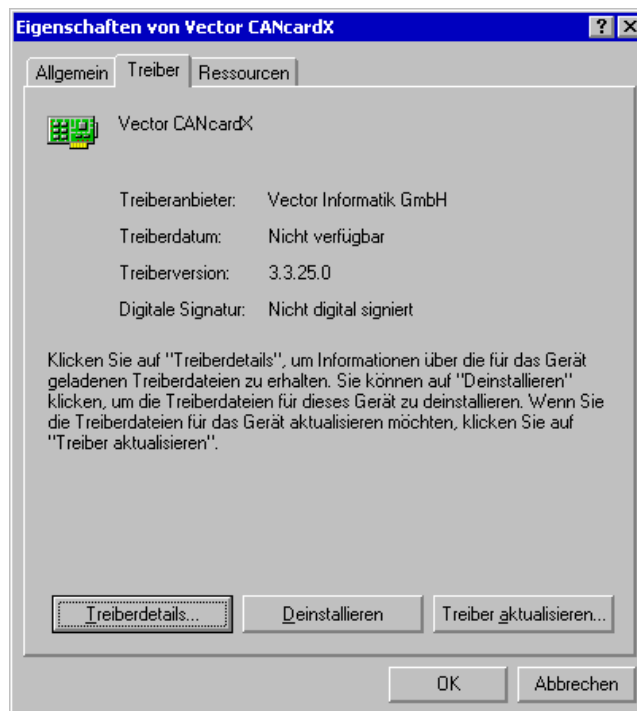 Eigenschaften von Vector CANcardX
Allgemein
Treiber
Ressourcen
Vector CANcardX
Treiberanbieter: Vector Informatik GmbH
Treiberdatum: Nicht verfügbar
Treiberversion: 3.3.25.0
Digitale Signatur: Nicht digital signiert
Klicken Sie auf "Treiberdetails", um Informationen über die für das Gerät
geladenen Treiberdateien zu erhalten. Sie können auf "Deinstallieren"
klicken, um die Treiberdateien für dieses Gerät zu deinstallieren. Wenn Sie
die Treiberdateien für das Gerät aktualisieren möchten, klicken Sie auf
"Treiber aktualisieren".
Treiberdetails...
Deinstallieren
Treiber aktualisieren...
OK
Abbrechen